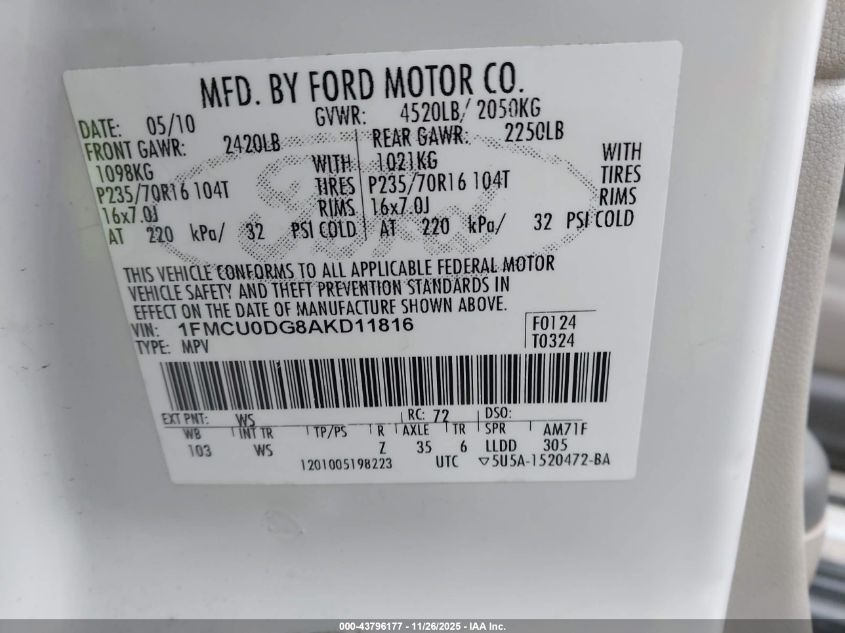 MFD. BY FORD MOTOR CO.
DATE: 05/10 GVWR: 4520LB/ 2050KG
FRONT GAWR: 2420LB REAR GAWR: 2250LB
1098KG WITH 1021KG WITH
P235/70R16 104T TIRES P235/70R16 104T TIRES
16x7.0J RIMS 16x7.0J RIMS
AT 220 kPa/ 32 PSI COLD AT 220 kPa/ 32 PSI COLD
THIS VEHICLE CONFORMS TO ALL APPLICABLE FEDERAL MOTOR
VEHICLE SAFETY AND THEFT PREVENTION STANDARDS IN
EFFECT ON THE DATE OF MANUFACTURE SHOWN ABOVE.
VIN: 1FMCU0DG8AKD11816 F0124
TYPE: MPV T0324
EXT PNT: WS RC: 72 DSO:
WB INT TR TP/PS R AXLE TR SPR AM71F
103 WS Z 35 6 LLDD 305
1201005198223 UTC ▽5U5A-1520472-BA
000-43796177 - 11/26/2025 - IAA Inc.